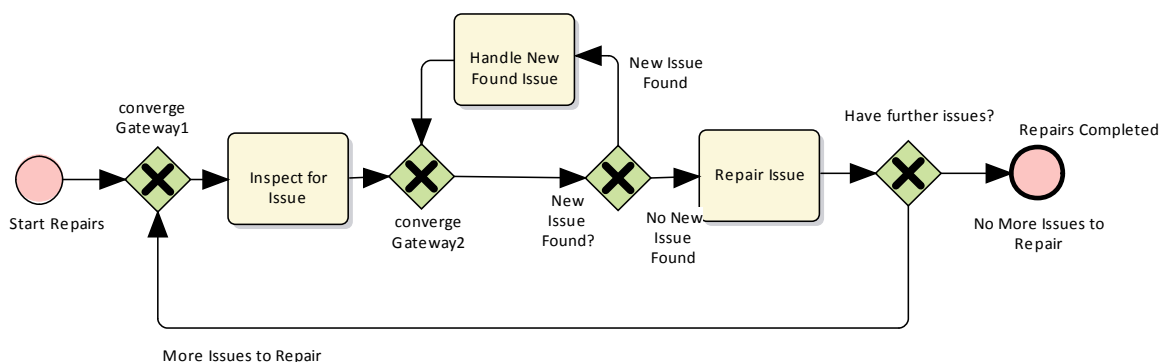 Handle New
Found Issue
New Issue
Found
converge
Gateway1
Have further issues?
Repairs Completed
Inspect for
Issue
Repair Issue
Start Repairs
converge
Gateway2
New
Issue
Found?
No New
Issue
Found
No More Issues to
Repair
More Issues to Repair